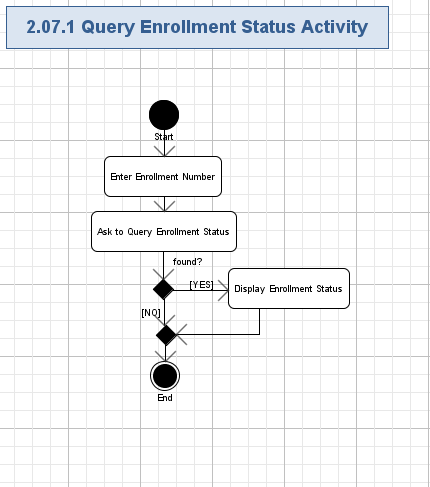 2.07.1 Query Enrollment Status Activity
Start
Enter Enrollment Number
Ask to Query Enrollment Status
found?
[YES]
Display Enrollment Status
[NO]
End